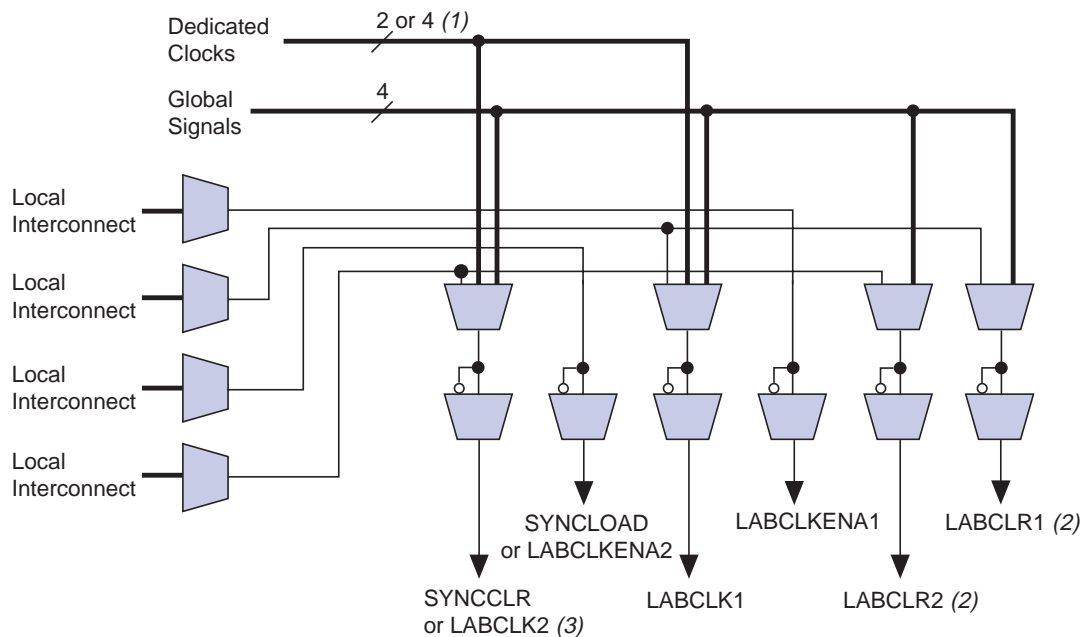 Dedicated
Clocks
2 or 4 (1)
Global
Signals
4
Local
Interconnect
Local
Interconnect
Local
Interconnect
Local
Interconnect
SYNCLOAD
or LABCLKENA2
LABCLKENA1
LABCLR1 (2)
SYNCCLR
or LABCLK2 (3)
LABCLK1
LABCLR2 (2)